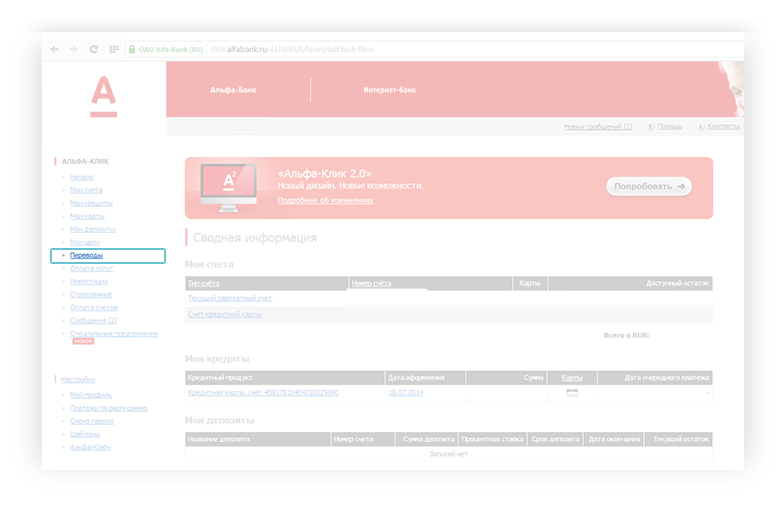 ОАО Alfa-Bank [RU] click.alfabank.ru/ALFAIBSR/faces/adf.task-flow
А
Альфа-Банк
Интернет-банк
Новых сообщений (2)
Помощь
Контакты
АЛЬФА-КЛИК
Начало
Мои счета
Мои кредиты
Мои карты
Мои депозиты
Мои цели
Переводы
Оплата услуг
Инвестиции
Страхование
Оплата счетов
Сообщения (2)
Специальные предложения
НОВОЕ
Настройки
Мой профиль
Платежи по расписанию
Смена пароля
Шаблоны
Альфа-Ключ
А2
«Альфа-Клик 2.0»
Новый дизайн. Новые возможности.
Подробнее об изменениях
Попробовать
Сводная информация
Мои счета
Тип счёта Номер счёта Карты Доступный остаток
Текущий зарплатный счет
Счет кредитной карты
Всего в RUR:
Мои кредиты
Кредитный продукт Дата оформления Сумма Карты Дата очередного платежа
Кредитная карта, счёт 40817810404210025060 18.07.2014 -
Мои депозиты
Название депозита Номер счета Сумма депозита Процентная ставка Срок депозита Дата окончания Текущий остаток
Записей нет